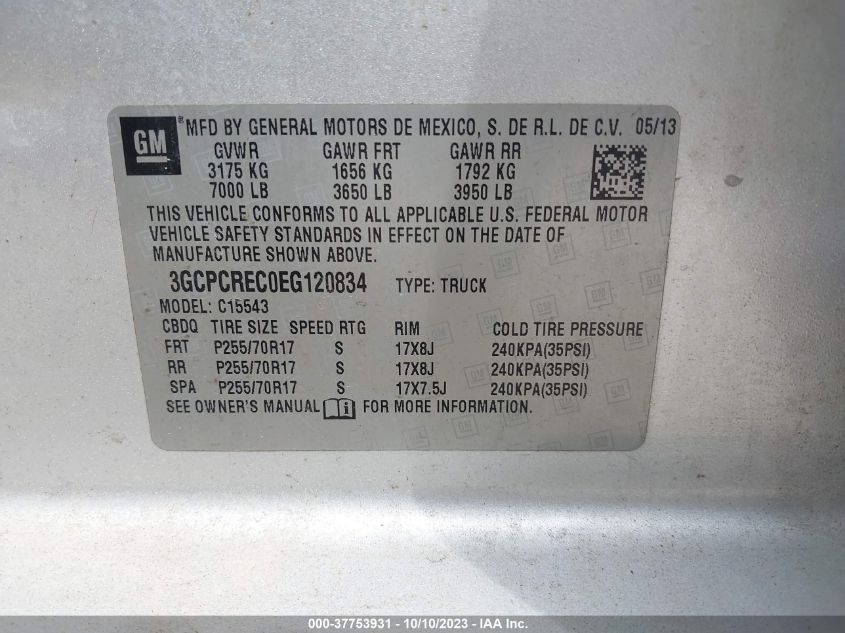 GM ® MFD BY GENERAL MOTORS DE MEXICO, S. DE R.L. DE C.V. 05/13
GVWR GAWR FRT GAWR RR
3175 KG 1656 KG 1792 KG
7000 LB 3650 LB 3950 LB
THIS VEHICLE CONFORMS TO ALL APPLICABLE U.S. FEDERAL MOTOR
VEHICLE SAFETY STANDARDS IN EFFECT ON THE DATE OF
MANUFACTURE SHOWN ABOVE.
3GCPCREC0EG120834 TYPE: TRUCK
MODEL: C15543
CBDQ TIRE SIZE SPEED RTG RIM COLD TIRE PRESSURE
FRT P255/70R17 S 17X8J 240KPA(35PSI)
RR P255/70R17 S 17X8J 240KPA(35PSI)
SPA P255/70R17 S 17X7.5J 240KPA(35PSI)
SEE OWNER'S MANUAL i FOR MORE INFORMATION.
000-37753931 - 10/10/2023 - IAA Inc.